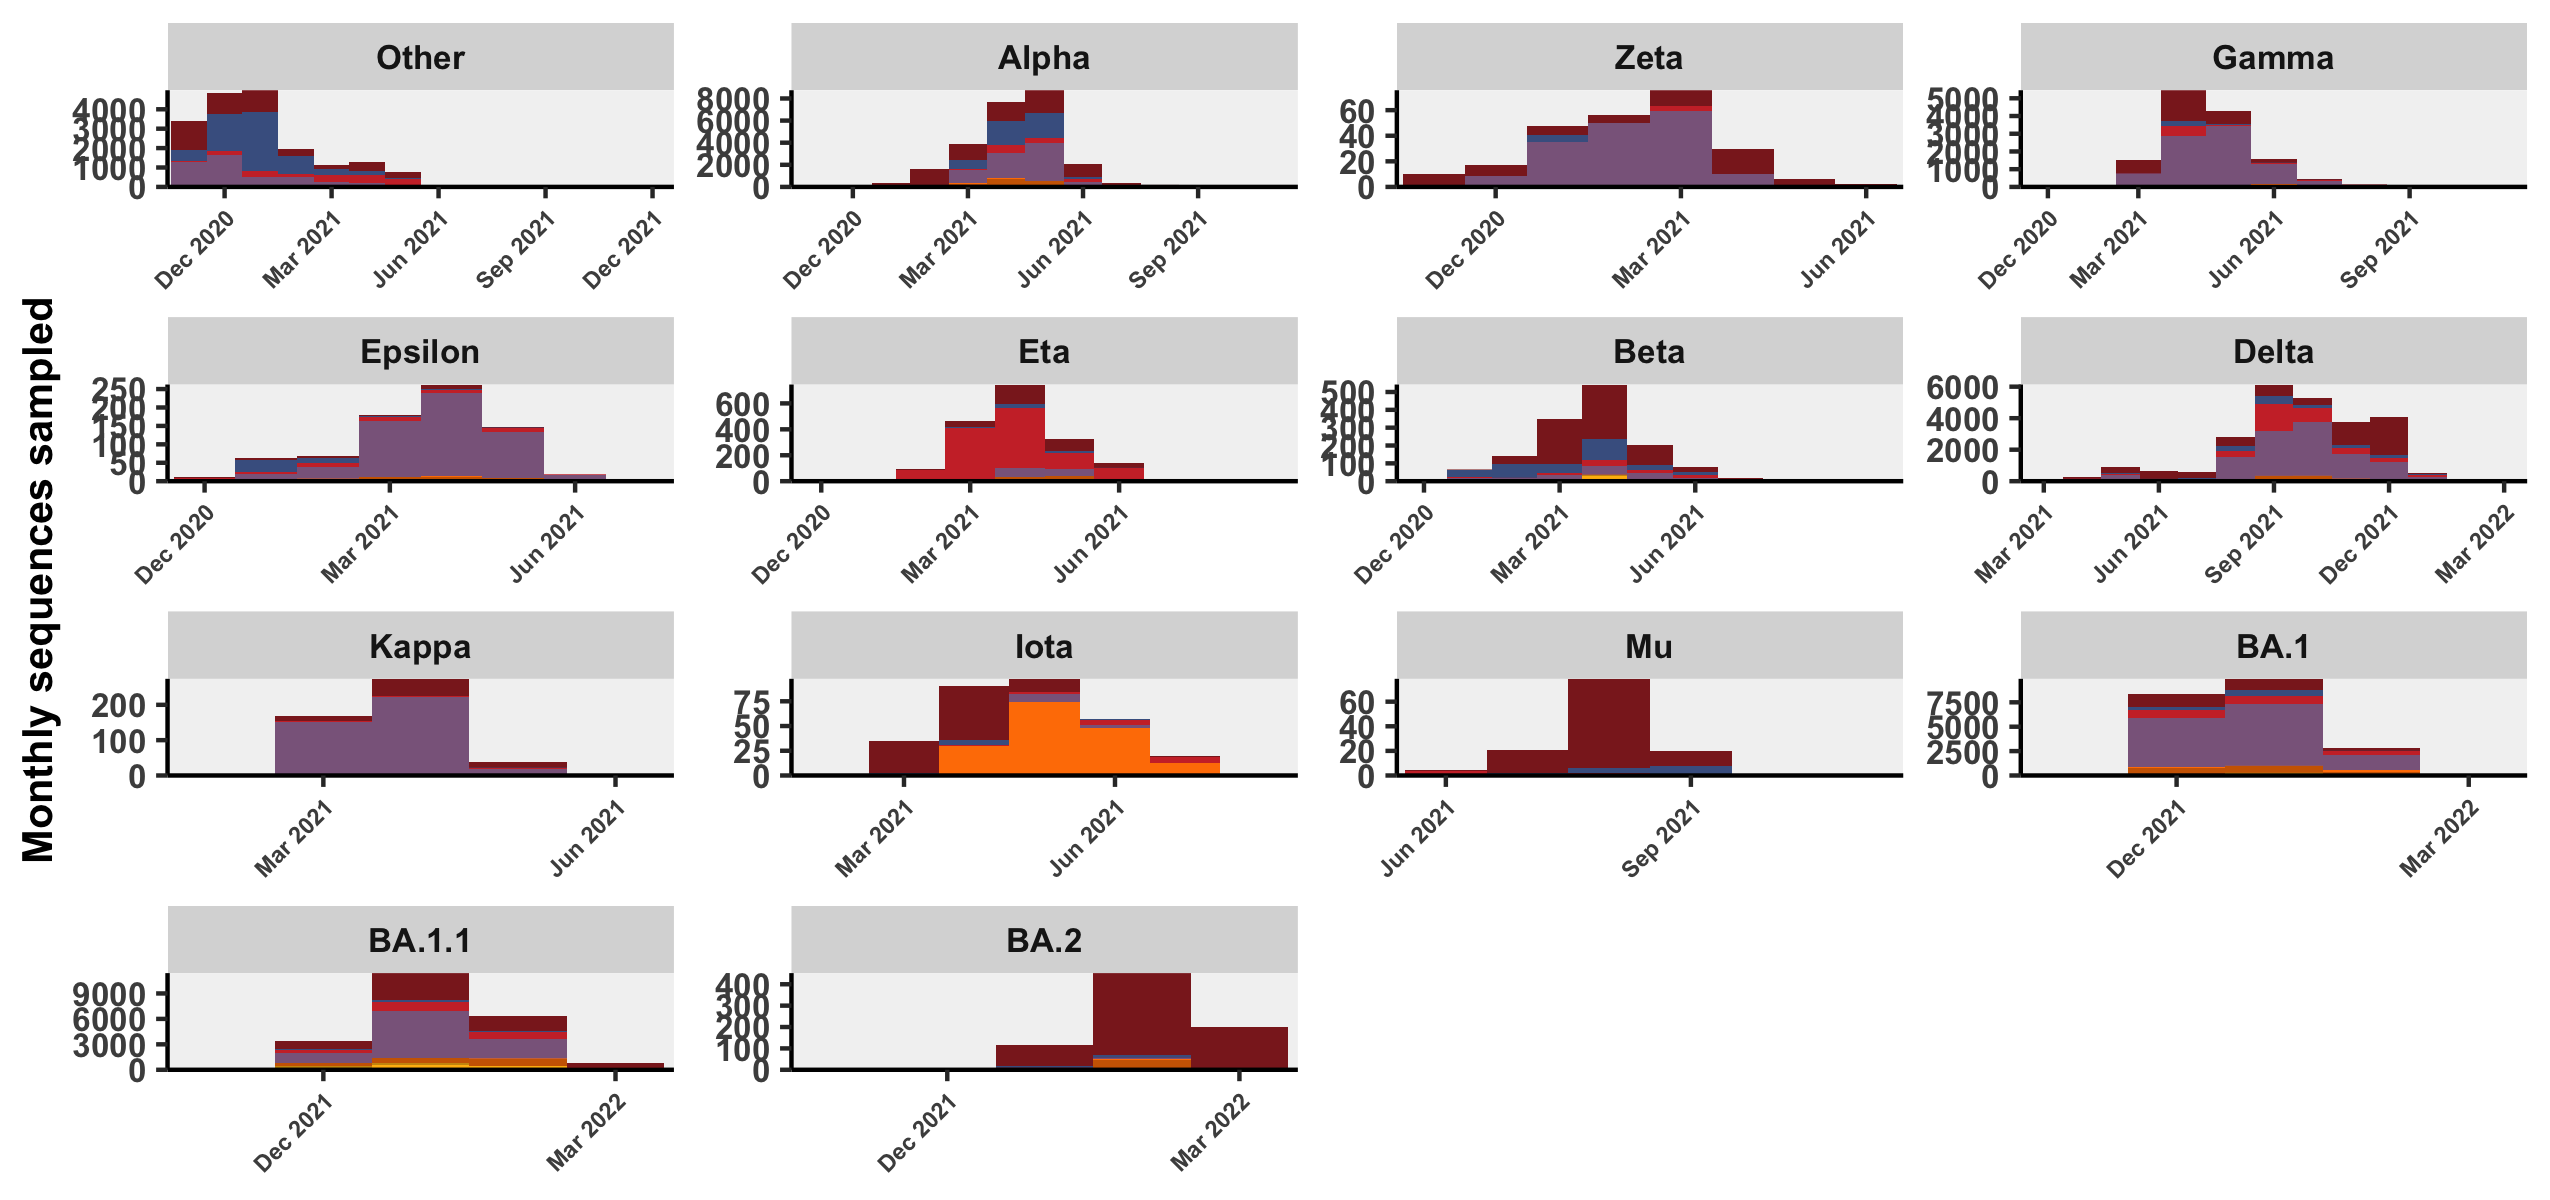 Monthly sequences sampled
Other
4000
3000
2000
1000
0
Dec 2020 Mar 2021 Jun 2021 Sep 2021 Dec 2021
Alpha
8000
6000
4000
2000
0
Dec 2020 Mar 2021 Jun 2021 Sep 2021
Zeta
60
40
20
0
Dec 2020 Mar 2021 Jun 2021
Gamma
5000
4000
3000
2000
1000
0
Dec 2020 Mar 2021 Jun 2021 Sep 2021
Epsilon
250
200
150
100
50
0
Dec 2020 Mar 2021 Jun 2021
Eta
600
400
200
0
Dec 2020 Mar 2021 Jun 2021
Beta
500
400
300
200
100
0
Dec 2020 Mar 2021 Jun 2021
Delta
6000
4000
2000
0
Mar 2021 Jun 2021 Sep 2021 Dec 2021 Mar 2022
Kappa
200
100
0
Mar 2021 Jun 2021
Iota
75
50
25
0
Mar 2021 Jun 2021
Mu
60
40
20
0
Jun 2021 Sep 2021
BA.1
7500
5000
2500
0
Dec 2021 Mar 2022
BA.1.1
9000
6000
3000
0
Dec 2021 Mar 2022
BA.2
400
300
200
100
0
Dec 2021 Mar 2022